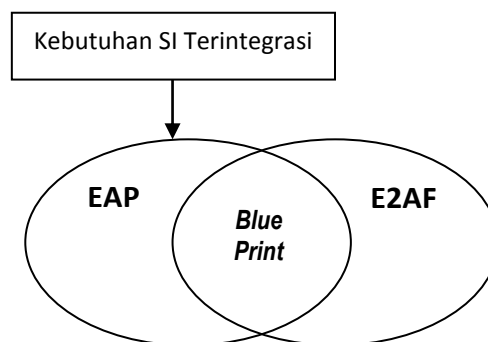 Kebutuhan SI Terintegrasi
EAP
E2AF
Blue
Print